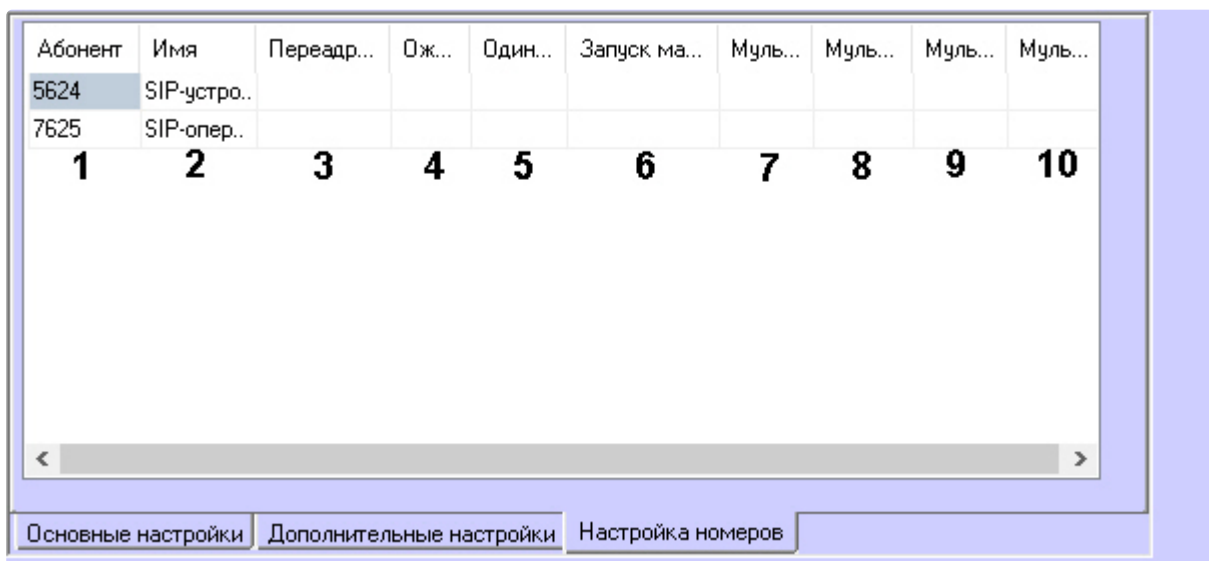 Абонент Имя Переадр... Ож... Один... Запуск ма... Муль... Муль... Муль... Муль...
5624 SIP-устро..
7625 SIP-опер..
1 2 3 4 5 6 7 8 9 10
Основные настройки Дополнительные настройки Настройка номеров